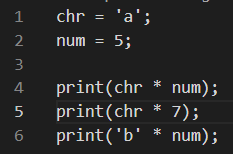 1 chr = 'a';
2 num = 5;
3
4 print(chr * num);
5 print(chr * 7);
6 print('b' * num);